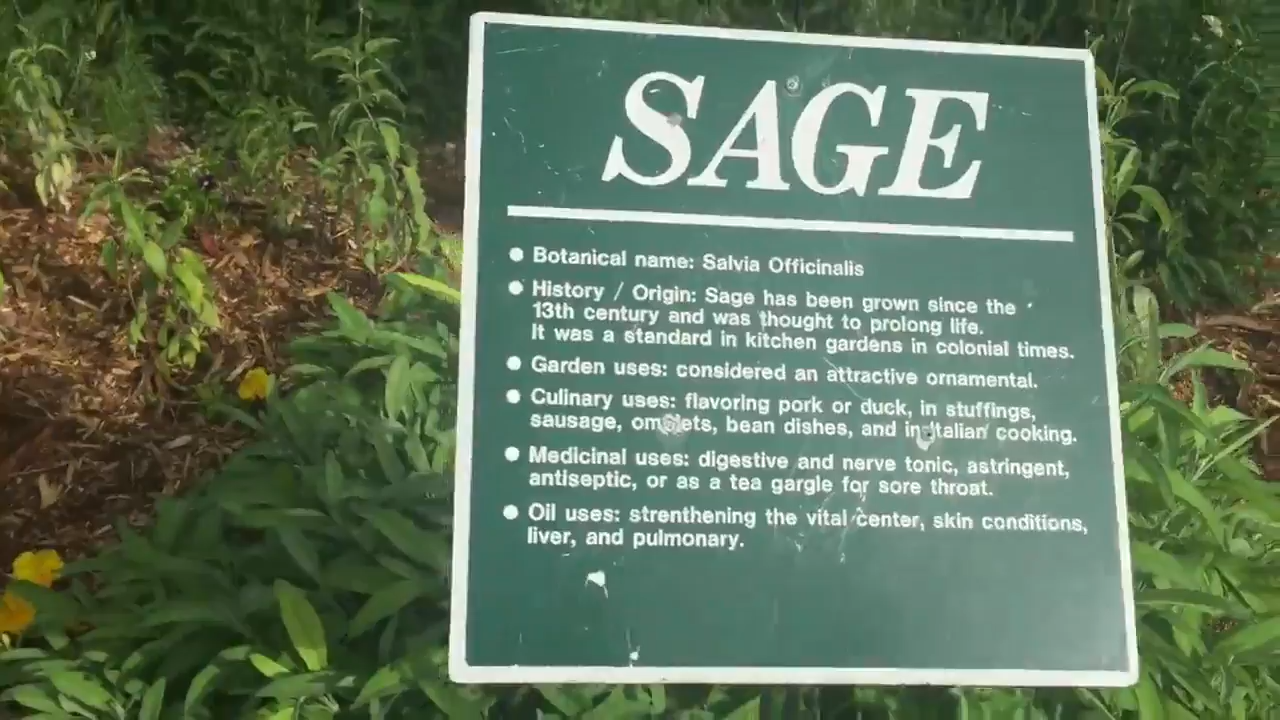 SAGE
● Botanical name: Salvia Officinalis
● History / Origin: Sage has been grown since the
13th century and was thought to prolong life.
It was a standard in kitchen gardens in colonial times.
● Garden uses: considered an attractive ornamental.
● Culinary uses: flavoring pork or duck, in stuffings,
sausage, omelets, bean dishes, and in Italian cooking.
● Medicinal uses: digestive and nerve tonic, astringent,
antiseptic, or as a tea gargle for sore throat.
● Oil uses: strenthening the vital center, skin conditions,
liver, and pulmonary.